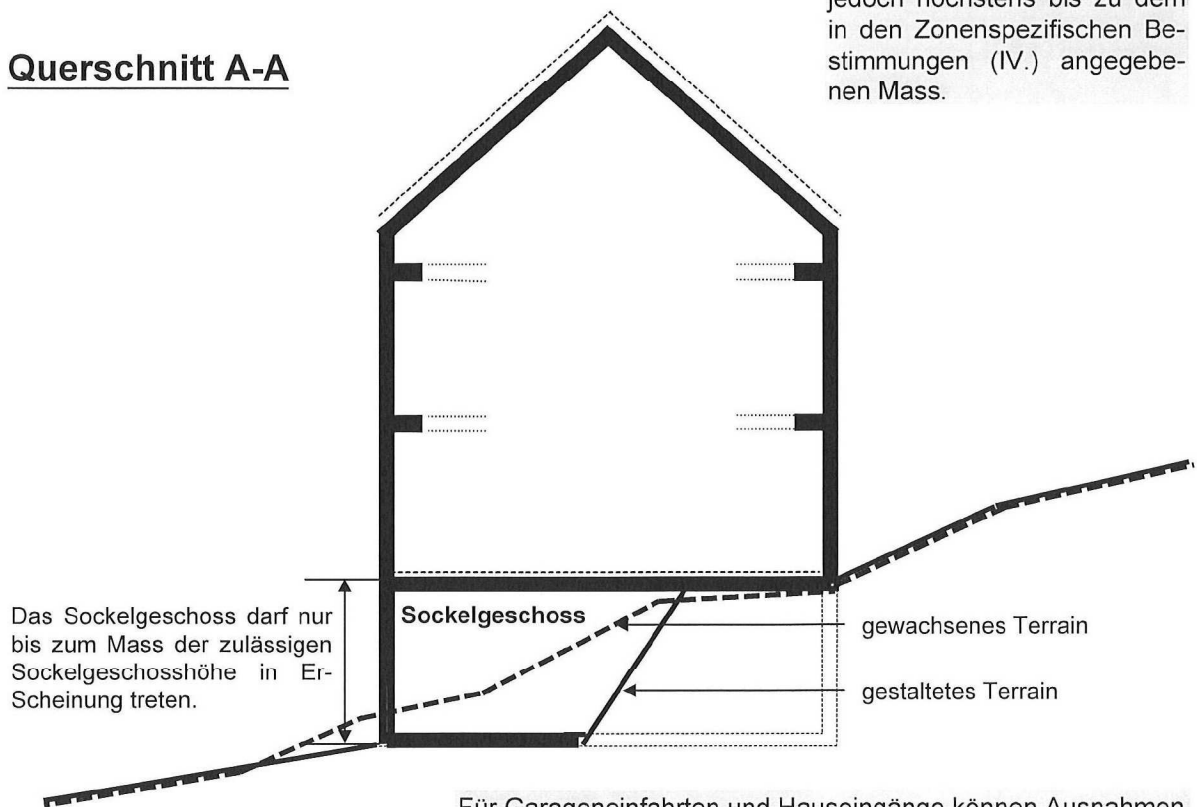 jedoch höchstens bis zu dem
in den Zonenspezifischen Be-
stimmungen (IV.) angegebe-
nen Mass.
Querschnitt A-A
Das Sockelgeschoss darf nur
bis zum Mass der zulässigen
Sockelgeschosshöhe in Er-
Scheinung treten.
Sockelgeschoss
gewachsenes Terrain
gestaltetes Terrain
Für Garageneinfahrten und Hauseingänge können Ausnahmen